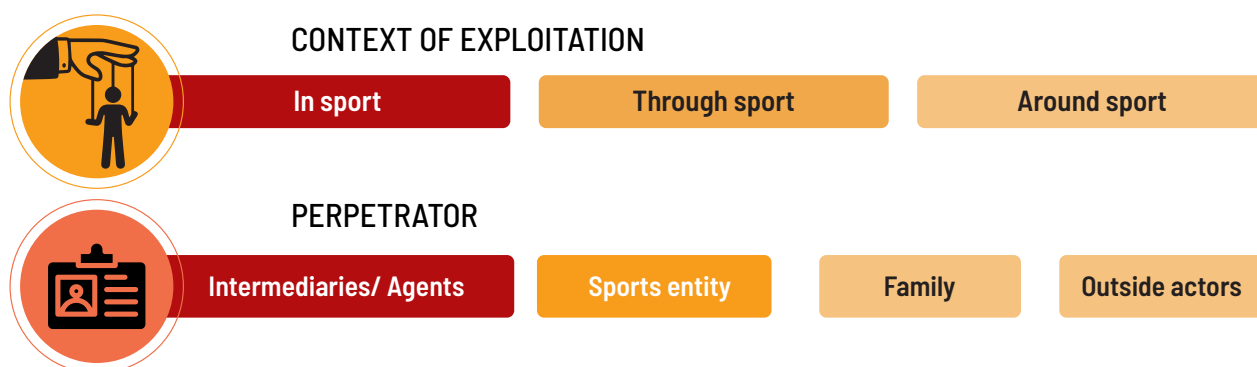 CONTEXT OF EXPLOITATION
In sport Through sport Around sport
PERPETRATOR
Intermediaries/ Agents Sports entity Family Outside actors